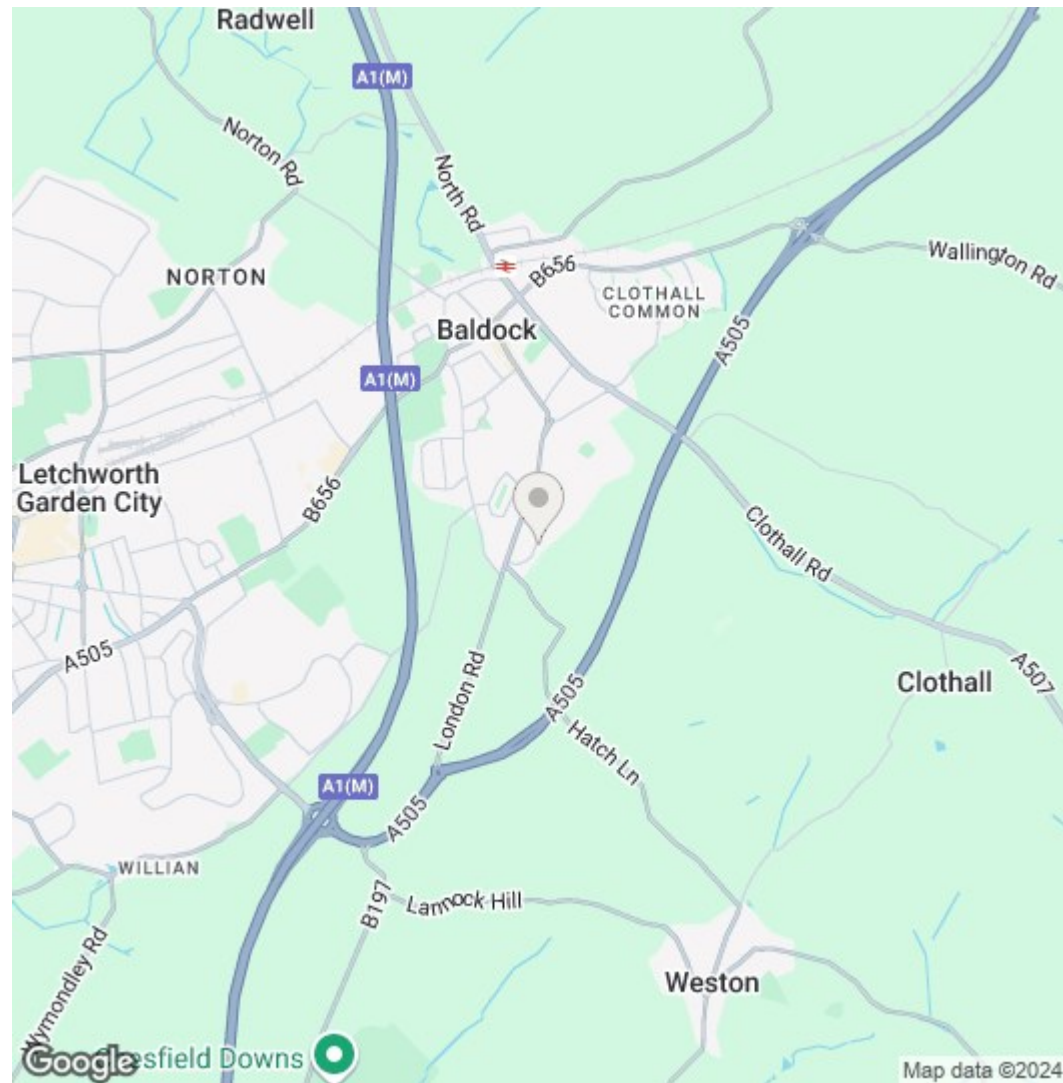 Radwell
A1(M)
Norton Rd
North Rd
Wallington Rd
NORTON
B656
CLOTHALL
COMMON
Baldock
A505
A1(M)
Letchworth
Garden City
B656
Clothall Rd
A505
London Rd
A507
Clothall
A505
Hatch Ln
A1(M)
A505
WILLIAN
B197
Lannock Hill
Wymondley Rd
Weston
Google
esfield Downs
Map data ©2024